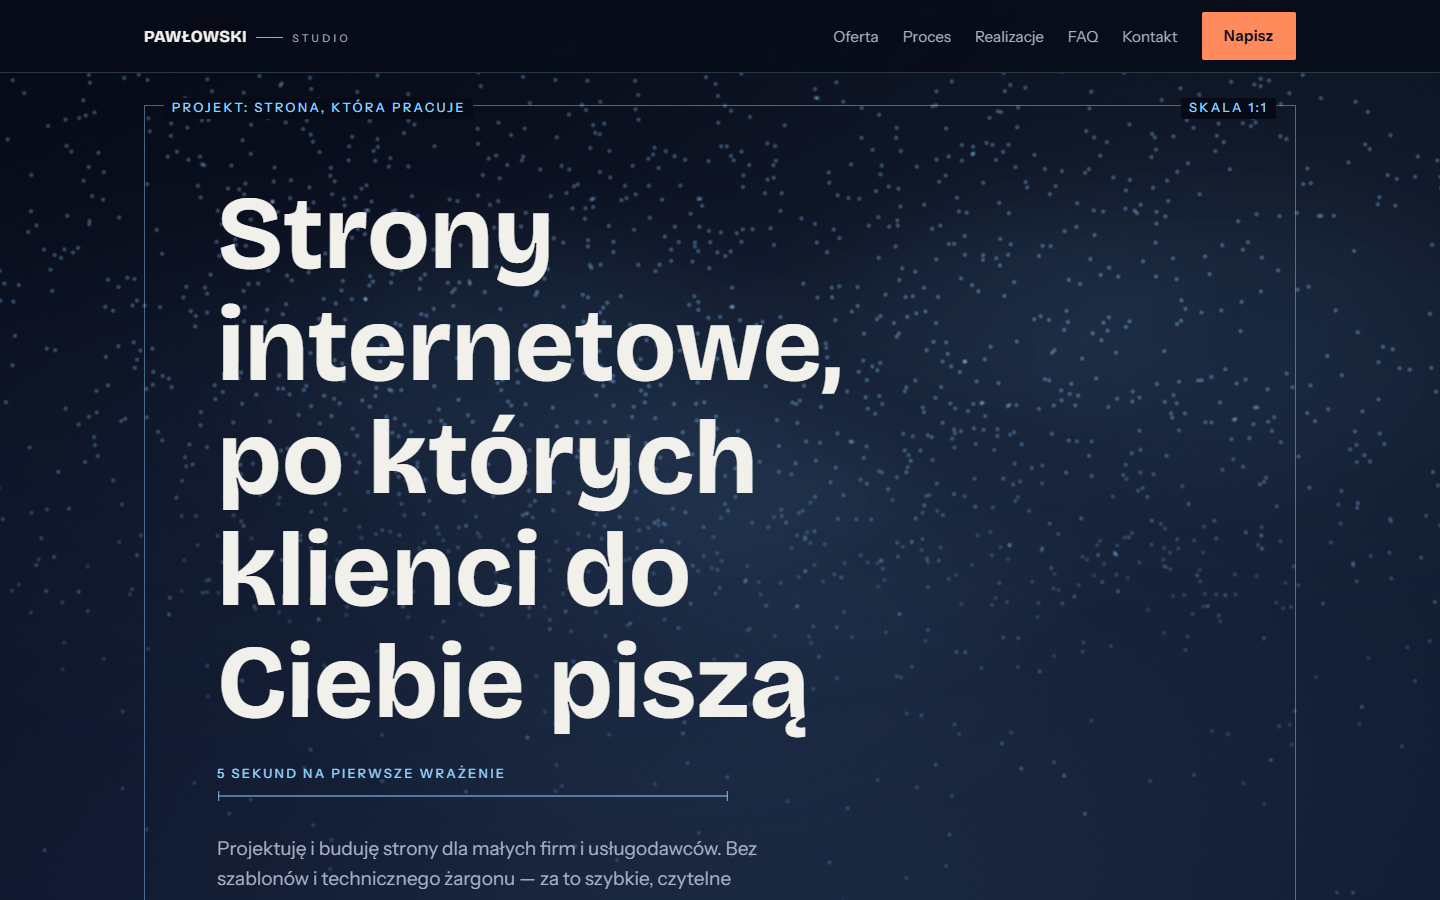 PAWŁOWSKI — STUDIO
Oferta Proces Realizacje FAQ Kontakt Napisz
PROJEKT: STRONA, KTÓRA PRACUJE
SKALA 1:1
Strony
internetowe,
po których
klienci do
Ciebie piszą
5 SEKUND NA PIERWSZE WRAŻENIE
Projektuję i buduję strony dla małych firm i usługodawców. Bez
szablonów i technicznego żargonu — za to szybkie, czytelne